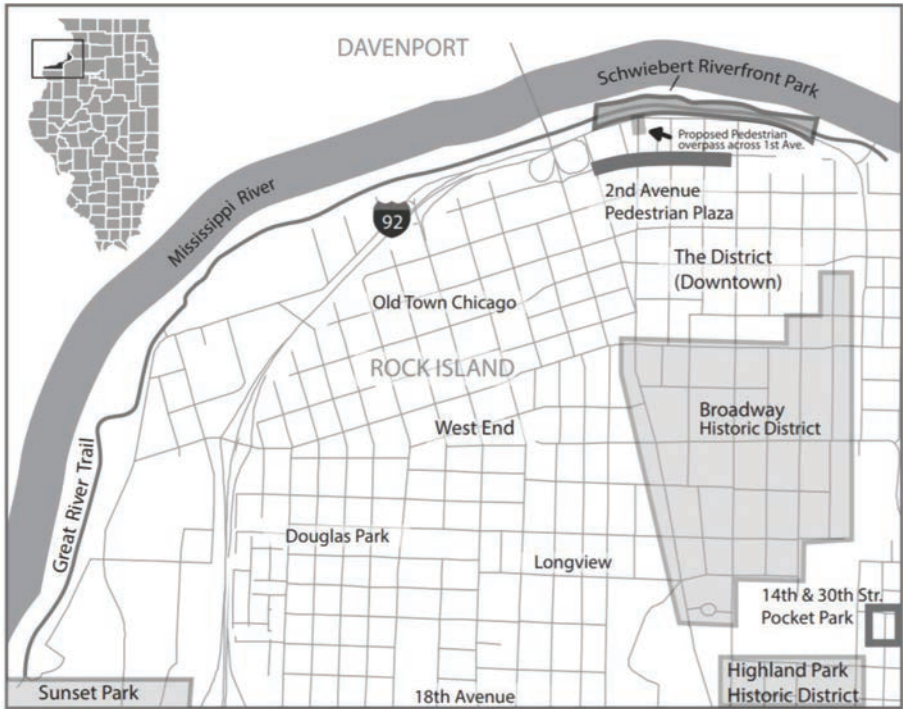 DAVENPORT
Schwiebert Riverfront Park
Proposed Pedestrian
overpass across 1st Ave.
Mississippi River
92
2nd Avenue
Pedestrian Plaza
The District
(Downtown)
Old Town Chicago
ROCK ISLAND
Broadway
Historic District
West End
Great River Trail
Douglas Park
Longview
14th & 30th Str.
Pocket Park
Sunset Park
18th Avenue
Highland Park
Historic District